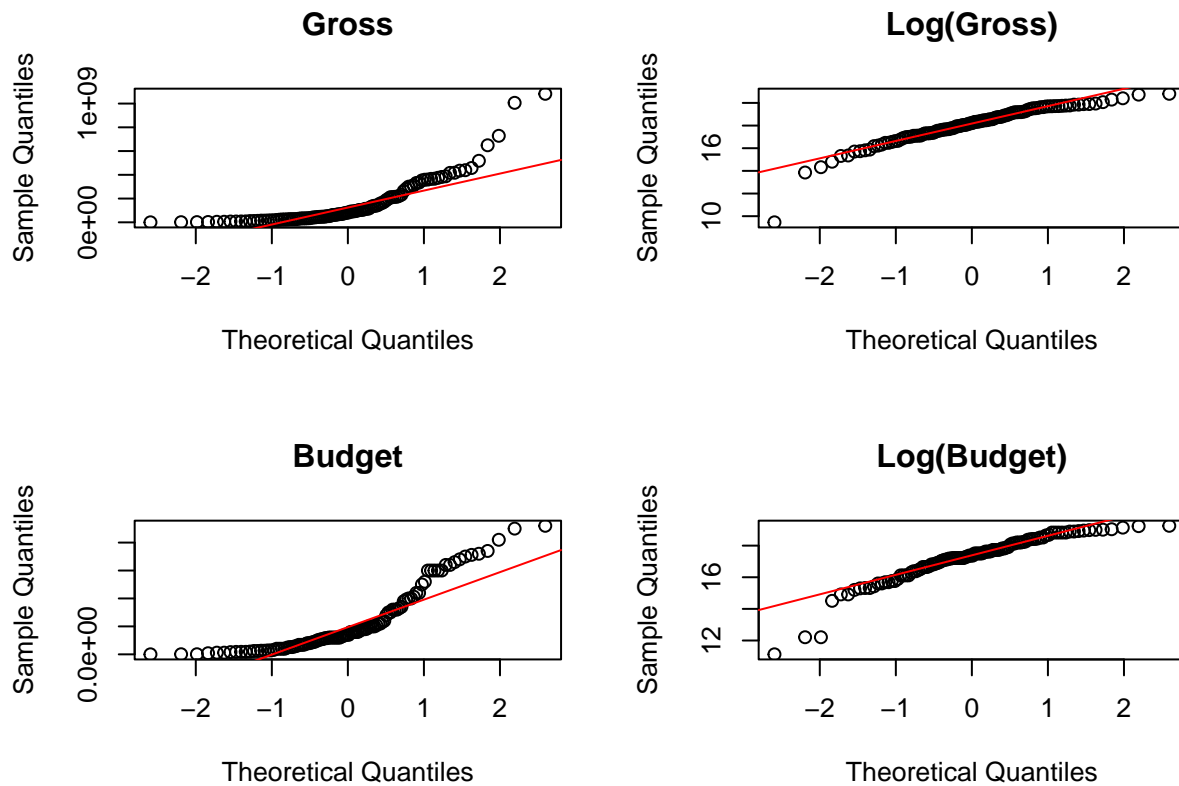 Gross
Sample Quantiles
0e+00
1e+09
−2 −1 0 1 2
Theoretical Quantiles
Log(Gross)
Sample Quantiles
10
16
−2 −1 0 1 2
Theoretical Quantiles
Budget
Sample Quantiles
0.0e+00
−2 −1 0 1 2
Theoretical Quantiles
Log(Budget)
Sample Quantiles
12
16
−2 −1 0 1 2
Theoretical Quantiles